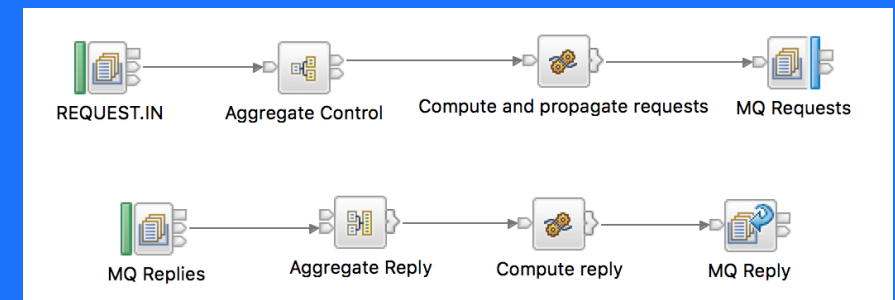 REQUEST.IN
Aggregate Control
Compute and propagate requests
MQ Requests
MQ Replies
Aggregate Reply
Compute reply
MQ Reply